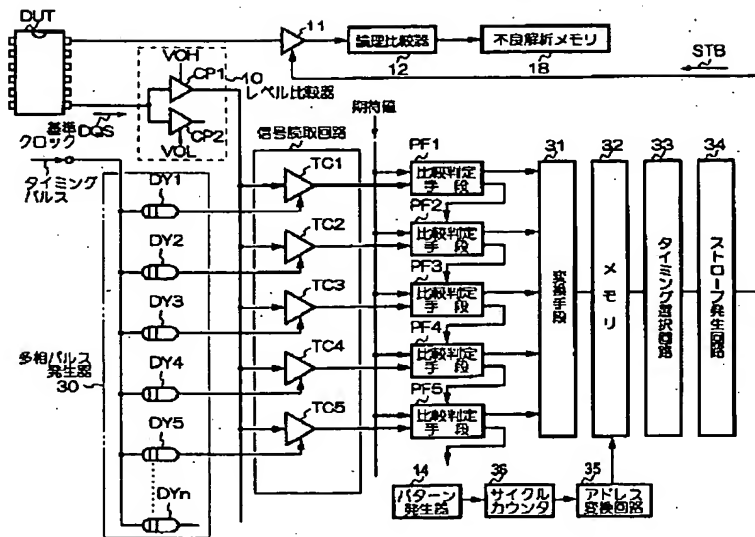 DUT
VOH
CP1
10
レベル比較器
CP2
VOL
基準
クロック
DQS
タイミング
パルス
11
論理比較器
12
不良解析メモリ
18
STB
期待値
信号読取回路
DY1
DY2
DY3
DY4
DY5
DYn
多相パルス
発生器
30
TC1
TC2
TC3
TC4
TC5
PF1
比較判定
手段
PF2
比較判定
手段
PF3
比較判定
手段
PF4
比較判定
手段
PF5
比較判定
手段
31
変換手段
32
メモリ
33
タイミング選択回路
34
ストローブ発生回路
14
パターン
発生器
36
サイクル
カウンタ
35
アドレス
変換回路